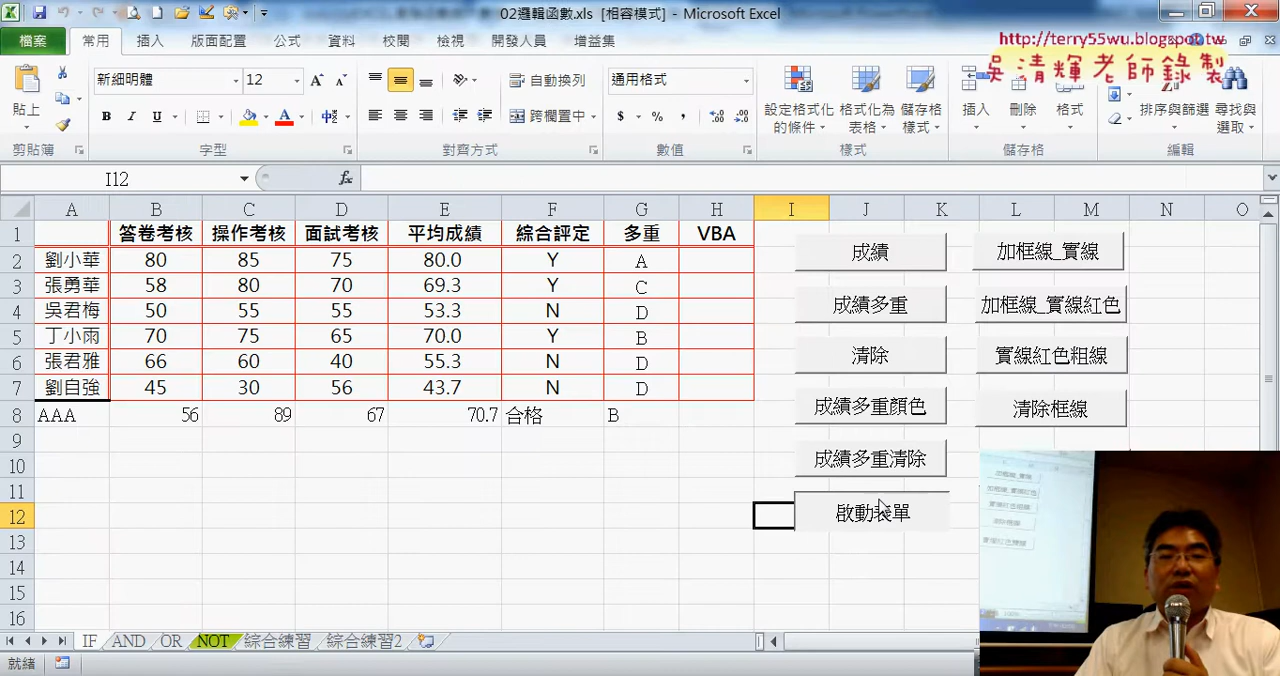 02邏輯函數.xls [相容模式] - Microsoft Excel
http://terry55wu.blogspot.tw
吳清輝老師錄製
檔案 常用 插入 版面配置 公式 資料 校閱 檢視 開發人員 增益集
貼上
新細明體 12
B I U A 中
自動換列
跨欄置中
通用格式
$ % ,
設定格式化的條件
格式化為表格
儲存格樣式
插入 刪除 格式
排序與篩選 尋找與選取
剪貼簿 字型 對齊方式 數值 樣式 儲存格 編輯
I12 fx
A B C D E F G H I J K L M N O
1 答卷考核 操作考核 面試考核 平均成績 綜合評定 多重 VBA
2 劉小華 80 85 75 80.0 Y A
3 張勇華 58 80 70 69.3 Y C
4 吳君梅 50 55 55 53.3 N D
5 丁小雨 70 75 65 70.0 Y B
6 張君雅 66 60 40 55.3 N D
7 劉自強 45 30 56 43.7 N D
8 AAA 56 89 67 70.7 合格 B
9
10
11
12
13
14
15
16
成績 加框線_實線
成績多重 加框線_實線紅色
清除 實線紅色粗線
成績多重顏色 清除框線
成績多重清除
啟動表單
IF AND OR NOT 綜合練習 綜合練習2
就緒